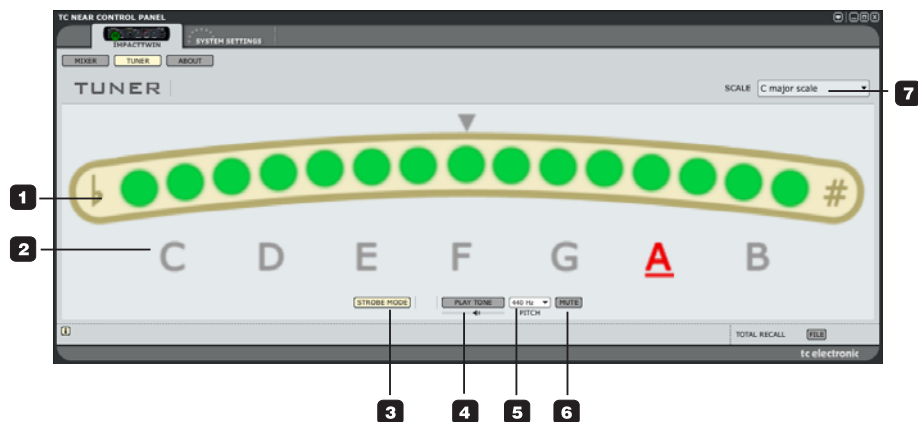 TC NEAR CONTROL PANEL
IMPACTTWIN
SYSTEM SETTINGS
MIXER TUNER ABOUT
TUNER
SCALE C major scale
7
♭ #
1
2
C D E F G A B
STROBE MODE PLAY TONE 440 Hz MUTE
PITCH
i
TOTAL RECALL FILE
tc electronic
3 4 5 6